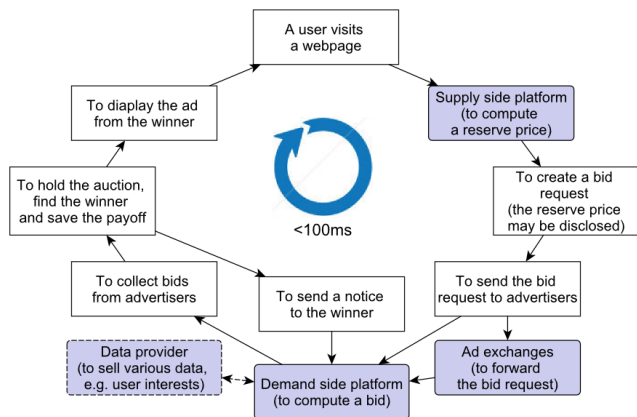 A user visits
a webpage
Supply side platform
(to compute
a reserve price)
To create a bid
request
(the reserve price
may be disclosed)
To send the bid
request to advertisers
Ad exchanges
(to forward
the bid request)
Demand side platform
(to compute a bid)
Data provider
(to sell various data,
e.g. user interests)
To send a notice
to the winner
To collect bids
from advertisers
To hold the auction,
find the winner
and save the payoff
To diaplay the ad
from the winner
<100ms